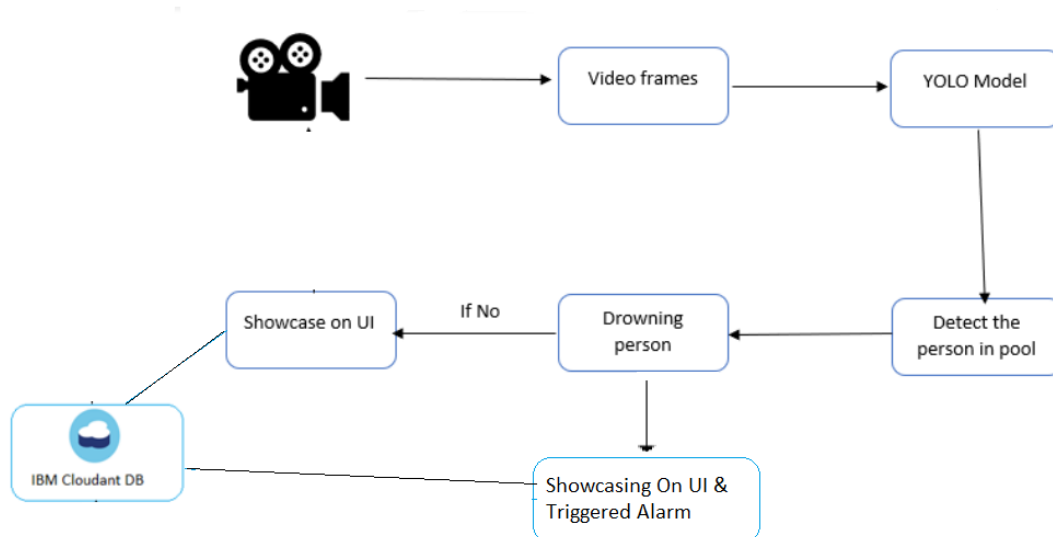 Video frames
YOLO Model
Detect the
person in pool
Drowning
person
If No
Showcase on UI
IBM Cloudant DB
Showcasing On UI &
Triggered Alarm